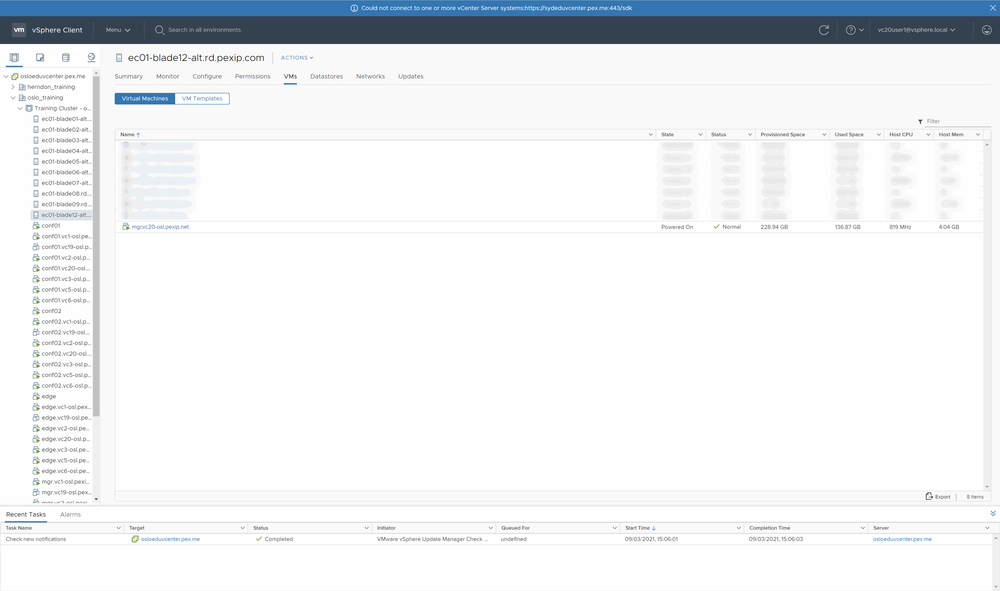 Could not connect to one or more vCenter Server systems:https://sydeduvcenter.pex.me:443/sdk
vm vSphere Client Menu Search in all environments vc20user1@vsphere.local
ec01-blade12-alt.rd.pexip.com ACTIONS
Summary Monitor Configure Permissions VMs Datastores Networks Updates
Virtual Machines VM Templates
Filter
Name State Status Provisioned Space Used Space Host CPU Host Mem
mgr.vc20-osl.pexip.net Powered On Normal 228.94 GB 136.87 GB 819 MHz 4.04 GB
Export 8 items
osloeduvcenter.pex.me
herndon_training
oslo_training
Training Cluster - o...
ec01-blade01-alt....
ec01-blade02-alt...
ec01-blade03-alt...
ec01-blade04-alt...
ec01-blade05-alt...
ec01-blade06-alt...
ec01-blade07-alt...
ec01-blade08.rd....
ec01-blade09.rd....
ec01-blade12-alt....
conf01
conf01.vc1-osl.pe...
conf01.vc19-osl.p...
conf01.vc2-osl.p...
conf01.vc20-osl....
conf01.vc3-osl.p...
conf01.vc5-osl.p...
conf01.vc6-osl.p...
conf02
conf02.vc1-osl.p...
conf02.vc19-osl....
conf02.vc2-osl.p...
conf02.vc20-osl....
conf02.vc3-osl.p...
conf02.vc5-osl.p...
conf02.vc6-osl.p...
edge
edge.vc1-osl.pex...
edge.vc19-osl.pe...
edge.vc2-osl.pe...
edge.vc20-osl.p...
edge.vc3-osl.pe...
edge.vc5-osl.pe...
edge.vc6-osl.pe...
mgr.vc1-osl.pexi...
mgr.vc19-osl.pex...
mgr.vc2-osl.pexi...
Recent Tasks Alarms
Task Name Target Status Initiator Queued For Start Time Completion Time Server
Check new notifications osloeduvcenter.pex.me Completed VMware vSphere Update Manager Check ... undefined 09/03/2021, 15:06:01 09/03/2021, 15:06:03 osloeduvcenter.pex.me